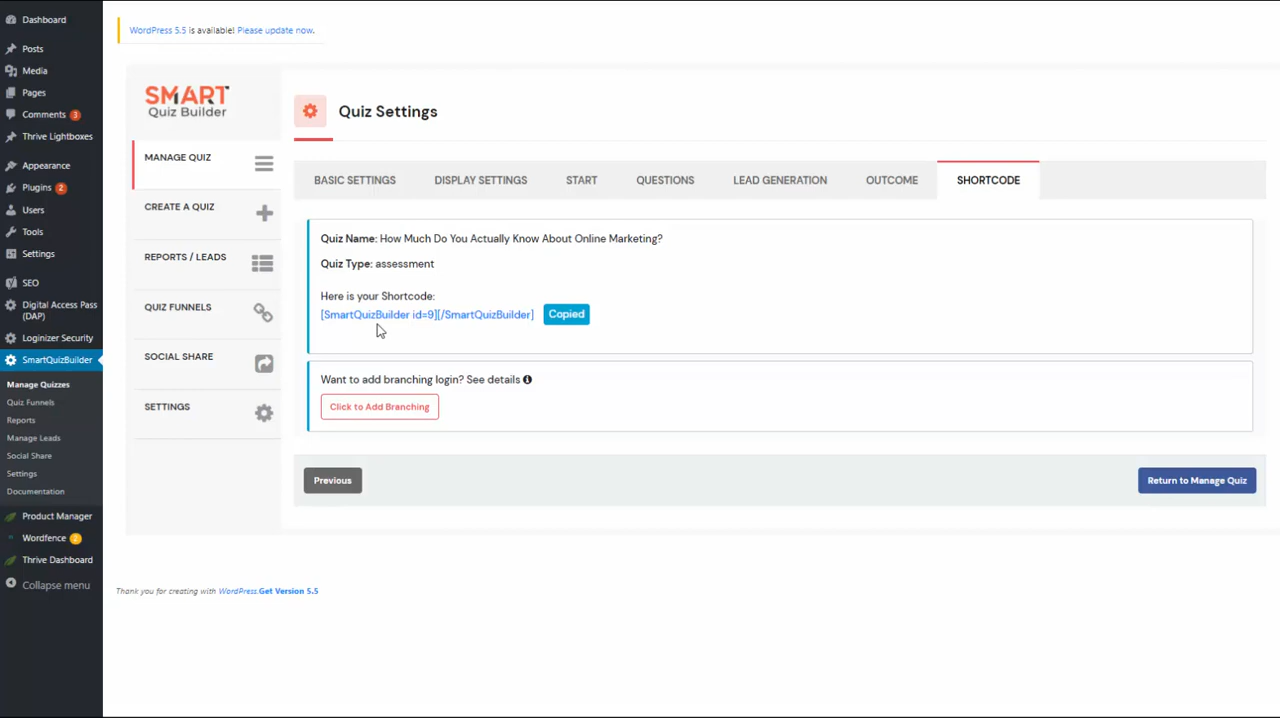 Dashboard
Posts
Media
Pages
Comments 3
Thrive Lightboxes
Appearance
Plugins 2
Users
Tools
Settings
SEO
Digital Access Pass
(DAP)
Loginizer Security
SmartQuizBuilder
Manage Quizzes
Quiz Funnels
Reports
Manage Leads
Social Share
Settings
Documentation
Product Manager
Wordfence 2
Thrive Dashboard
Collapse menu
WordPress 5.5 is available! Please update now.
SMART
Quiz Builder
MANAGE QUIZ
CREATE A QUIZ
REPORTS / LEADS
QUIZ FUNNELS
SOCIAL SHARE
SETTINGS
Quiz Settings
BASIC SETTINGS DISPLAY SETTINGS START QUESTIONS LEAD GENERATION OUTCOME SHORTCODE
Quiz Name: How Much Do You Actually Know About Online Marketing?
Quiz Type: assessment
Here is your Shortcode:
[SmartQuizBuilder id=9][/SmartQuizBuilder] Copied
Want to add branching login? See details
Click to Add Branching
Previous Return to Manage Quiz
Thank you for creating with WordPress.Get Version 5.5